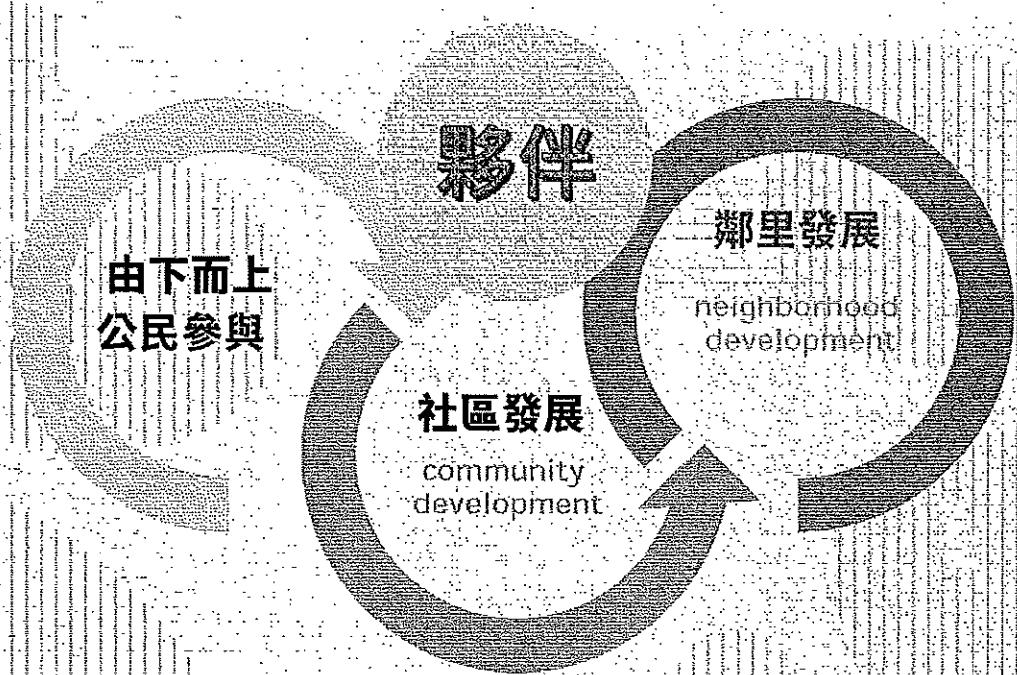 夥伴
由下而上
公民參與
社區發展
community
development
鄰里發展
neighborhood
development